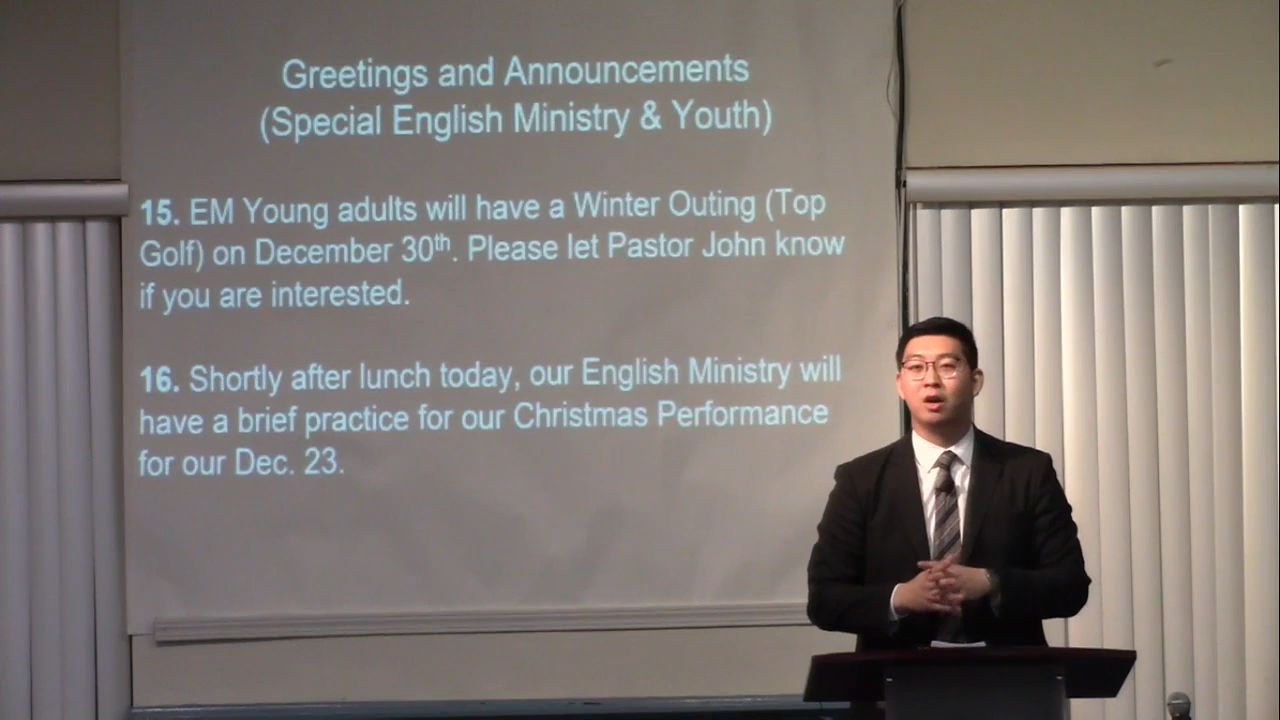 Greetings and Announcements
(Special English Ministry & Youth)
15. EM Young adults will have a Winter Outing (Top
Golf) on December 30th. Please let Pastor John know
if you are interested.
16. Shortly after lunch today, our English Ministry will
have a brief practice for our Christmas Performance
for our Dec. 23.